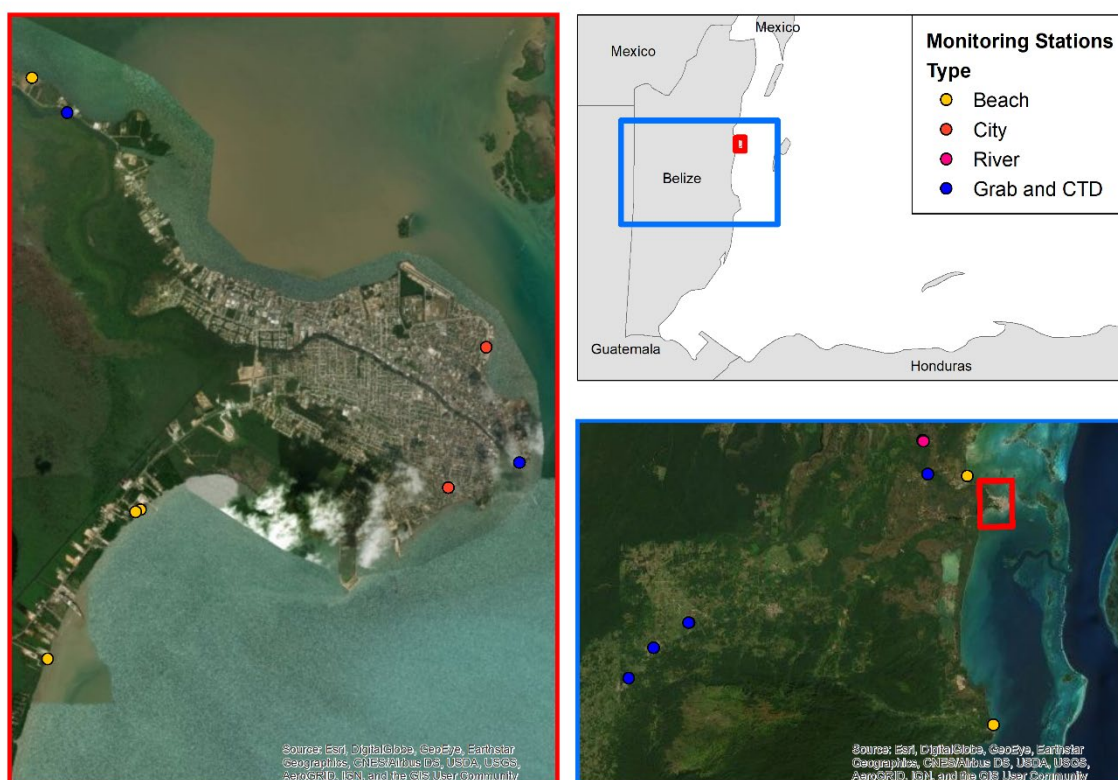 Source: Esri, DigitalGlobe, GeoEye, Earthstar
Geographics, CNES/Airbus DS, USDA, USGS,
AeroGRID, IGN, and the GIS User Community
Mexico
Mexico
Belize
Guatemala
Honduras
Monitoring Stations
Type
Beach
City
River
Grab and CTD
Source: Esri, DigitalGlobe, GeoEye, Earthstar
Geographics, CNES/Airbus DS, USDA, USGS,
AeroGRID, IGN, and the GIS User Community